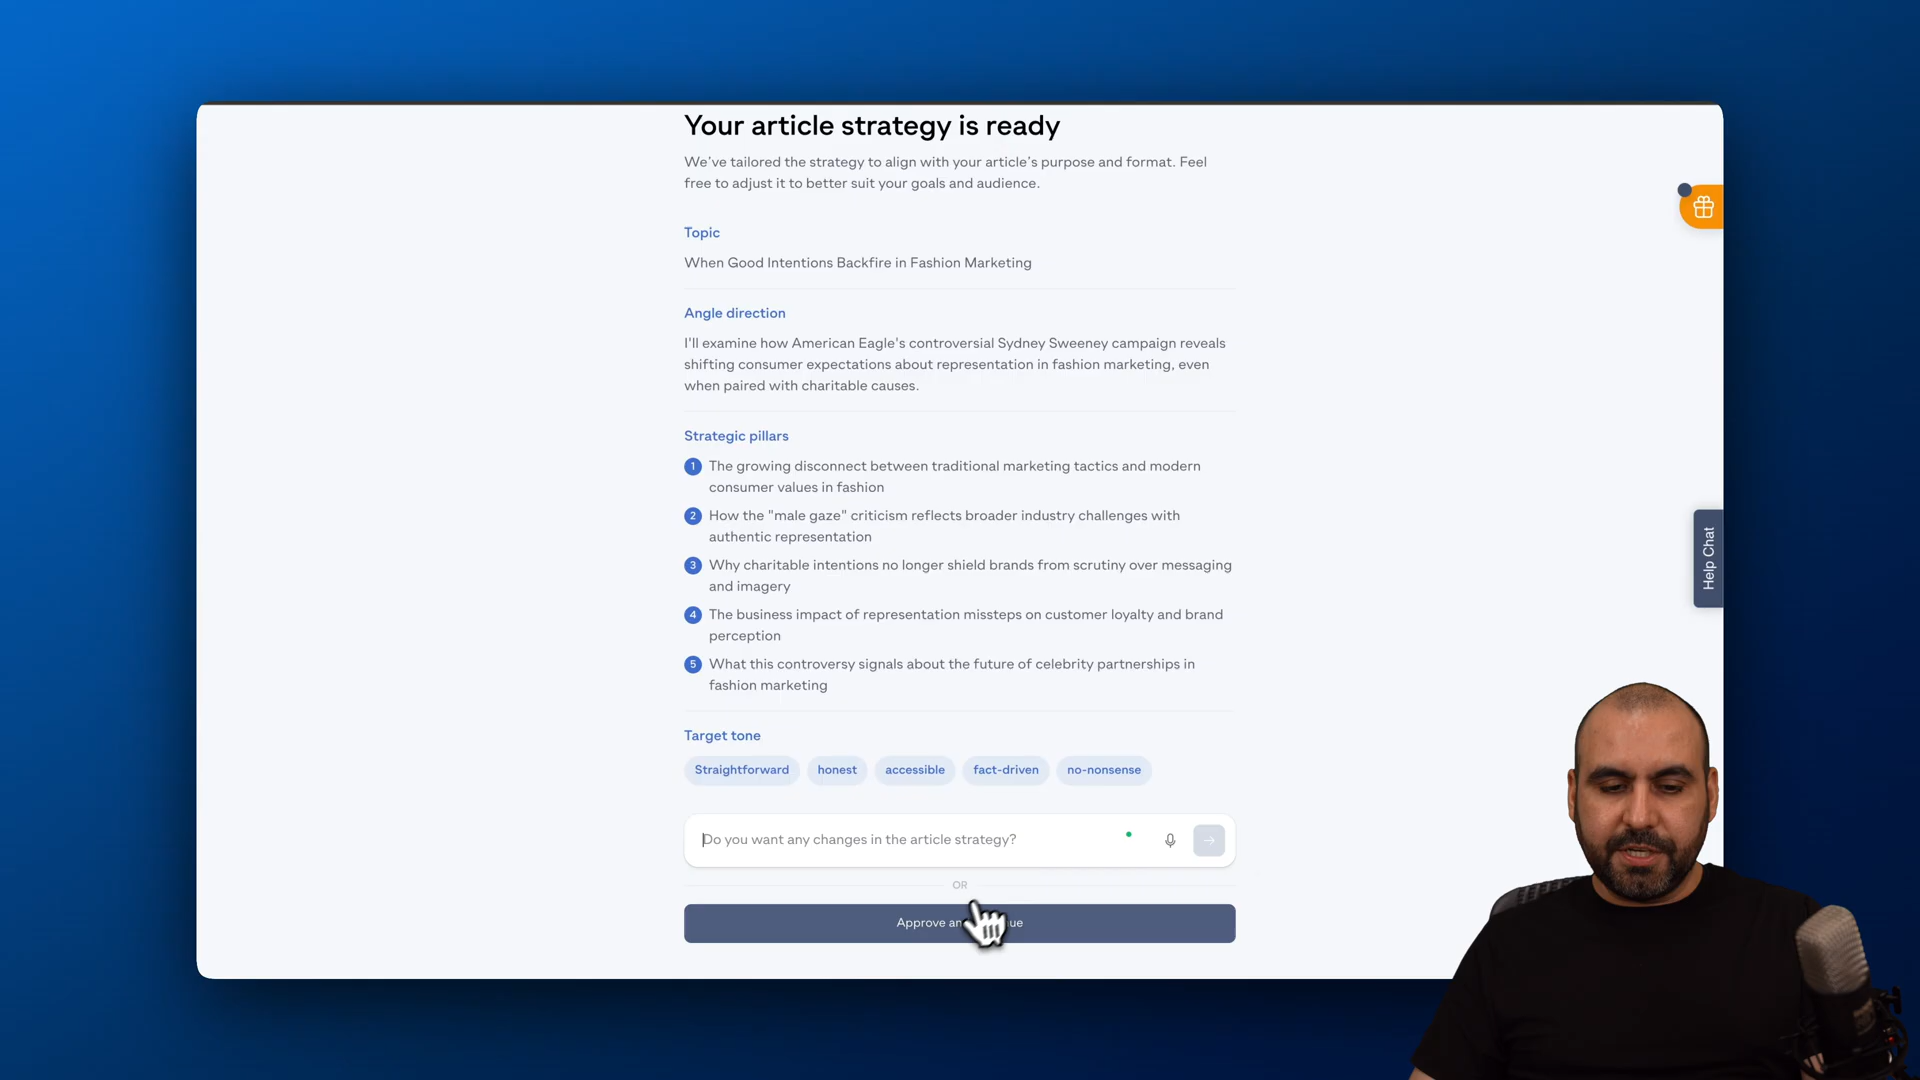 Your article strategy is ready
We've tailored the strategy to align with your article's purpose and format. Feel
free to adjust it to better suit your goals and audience.
Topic
When Good Intentions Backfire in Fashion Marketing
Angle direction
I'll examine how American Eagle's controversial Sydney Sweeney campaign reveals
shifting consumer expectations about representation in fashion marketing, even
when paired with charitable causes.
Strategic pillars
1 The growing disconnect between traditional marketing tactics and modern
consumer values in fashion
2 How the "male gaze" criticism reflects broader industry challenges with
authentic representation
3 Why charitable intentions no longer shield brands from scrutiny over messaging
and imagery
4 The business impact of representation missteps on customer loyalty and brand
perception
5 What this controversy signals about the future of celebrity partnerships in
fashion marketing
Target tone
Straightforward honest accessible fact-driven no-nonsense
Do you want any changes in the article strategy?
OR
Approve an ue
Help Chat